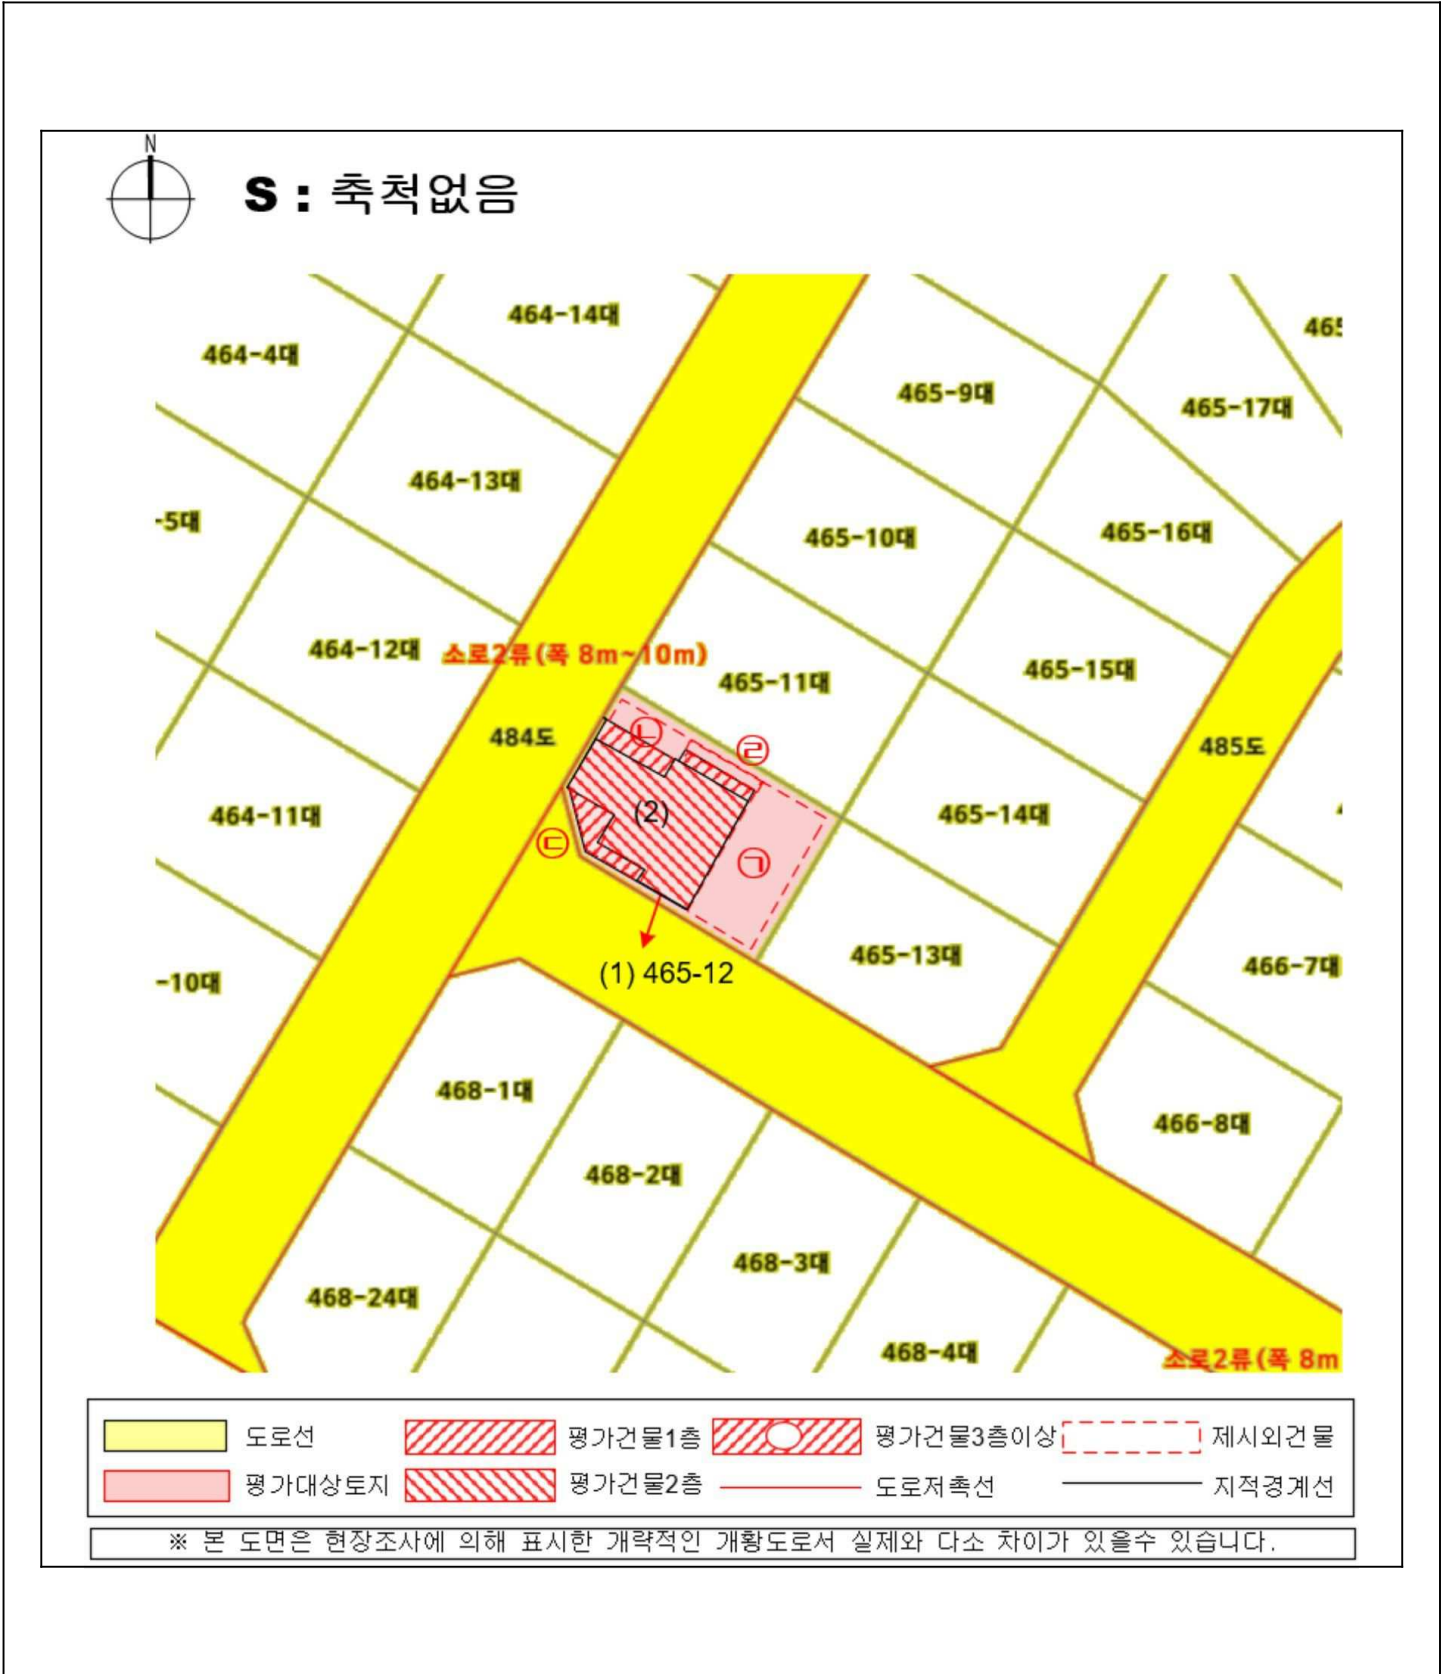 N
S : 축척없음
464-14대
465
464-4대
465-9대
465-17대
464-13대
-5대
465-10대
465-16대
464-12대
소로2류(폭 8m~10m)
465-11대
465-15대
484도
㉡
㉣
485도
464-11대
(2)
465-14대
㉢
㉠
465-13대
466-7대
(1) 465-12
-10대
468-1대
466-8대
468-2대
468-3대
468-24대
468-4대
소로2류(폭 8m
도로선
평가건물1층
평가건물3층이상
제시외건물
평가대상토지
평가건물2층
도로저촉선
지적경계선
※ 본 도면은 현장조사에 의해 표시한 개략적인 개황도로서 실제와 다소 차이가 있을수 있습니다.